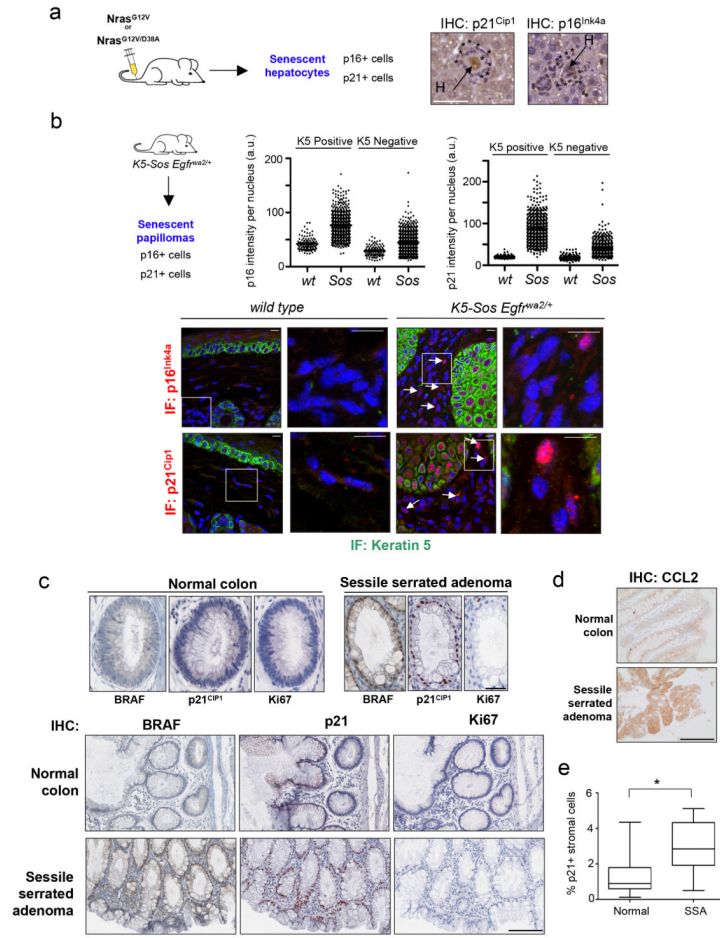 a
Nras^G12V
or
Nras^G12V/D38A
Senescent
hepatocytes
p16+ cells
p21+ cells
IHC: p21^Cip1
H
IHC: p16^Ink4a
H
b
K5-Sos Egfr^wa2/+
Senescent
papillomas
p16+ cells
p21+ cells
p16 intensity per nucleus (a.u.)
K5 Positive K5 Negative
200
150
100
50
0
wt Sos wt Sos
p21 intensity per nucleus (a.u.)
K5 positive K5 negative
250
200
150
100
50
0
wt Sos wt Sos
wild type
K5-Sos Egfr^wa2/+
IF: p16^Ink4a
IF: p21^Cip1
IF: Keratin 5
c
Normal colon
BRAF p21^CIP1 Ki67
Sessile serrated adenoma
BRAF p21^CIP1 Ki67
IHC: BRAF p21 Ki67
Normal
colon
Sessile
serrated
adenoma
d
IHC: CCL2
Normal
colon
Sessile
serrated
adenoma
e
% p21+ stromal cells
6
4
2
0
*
Normal SSA